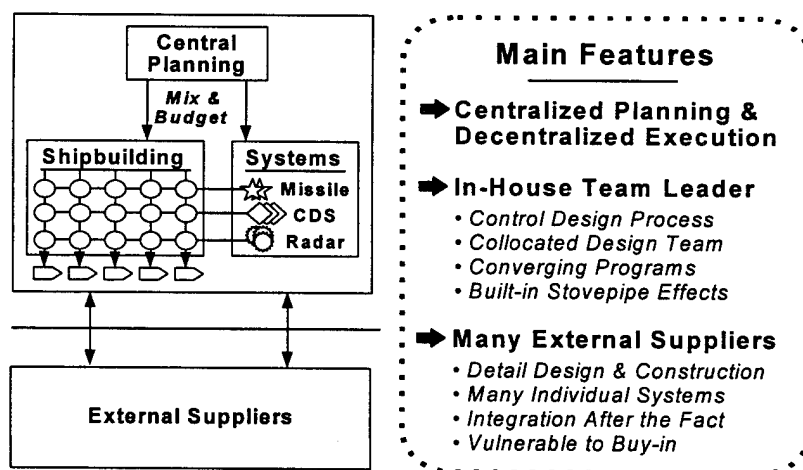 Central
Planning
Mix &
Budget
Shipbuilding
Systems
Missile
CDS
Radar
External Suppliers
Main Features
Centralized Planning &
Decentralized Execution
In-House Team Leader
• Control Design Process
• Collocated Design Team
• Converging Programs
• Built-in Stovepipe Effects
Many External Suppliers
• Detail Design & Construction
• Many Individual Systems
• Integration After the Fact
• Vulnerable to Buy-in